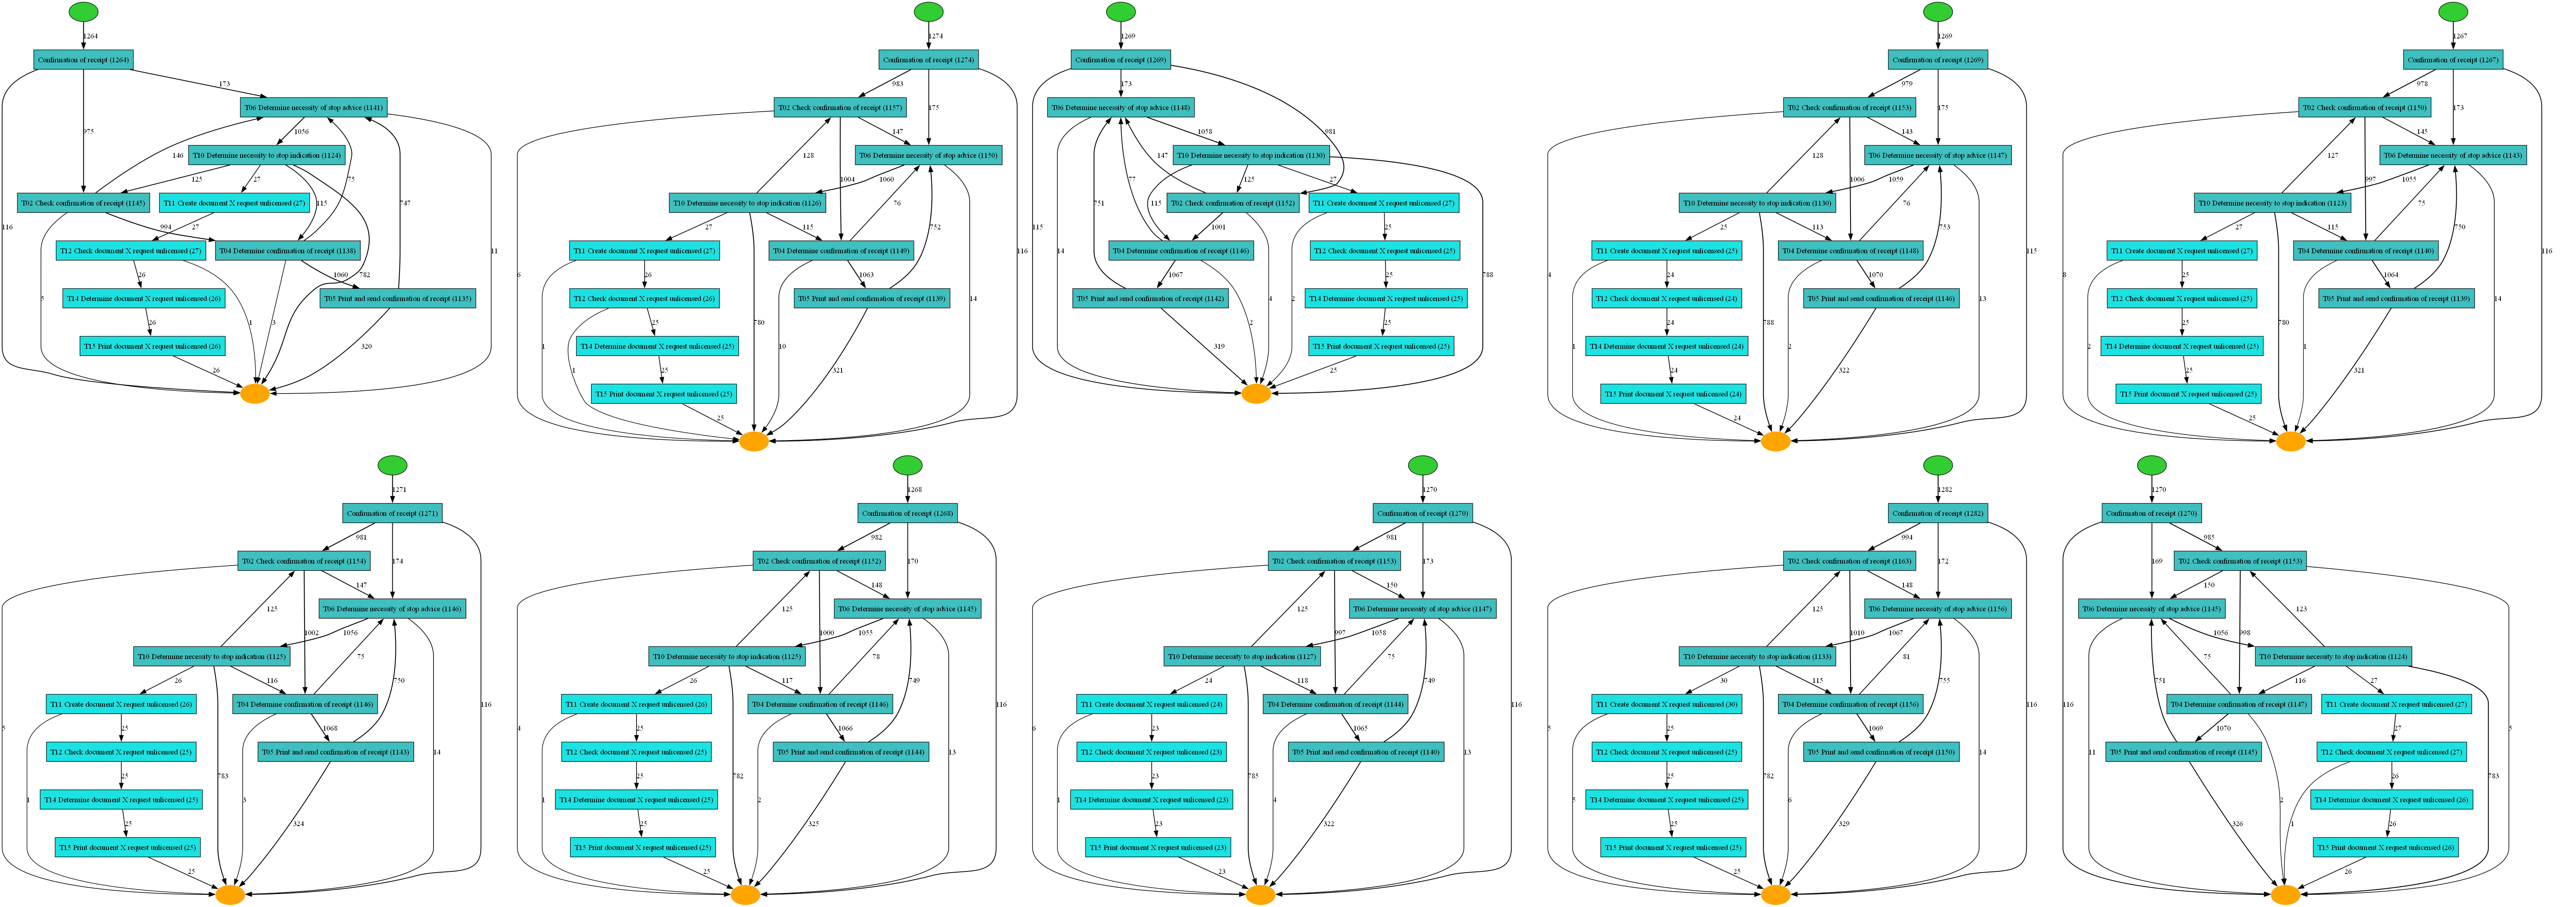 1264
Confirmation of receipt (1264)
173
T06 Determine necessity of stop advice (1141)
975
1056
146
T10 Determine necessity to stop indication (1124)
75
747
125
27
115
T02 Check confirmation of receipt (1145)
T11 Create document X request unlicensed (27)
116
994
27
11
T12 Check document X request unlicensed (27)
T04 Determine confirmation of receipt (1138)
26
1060
782
5
T14 Determine document X request unlicensed (26)
T05 Print and send confirmation of receipt (1135)
26
1
3
T15 Print document X request unlicensed (26)
320
26
1274
Confirmation of receipt (1274)
983
T02 Check confirmation of receipt (1157)
175
147
128
T06 Determine necessity of stop advice (1150)
1004
1060
T10 Determine necessity to stop indication (1126)
76
752
27
115
T11 Create document X request unlicensed (27)
T04 Determine confirmation of receipt (1149)
6
116
26
1063
T12 Check document X request unlicensed (26)
T05 Print and send confirmation of receipt (1139)
14
25
780
T14 Determine document X request unlicensed (25)
1
10
25
1
321
T15 Print document X request unlicensed (25)
25
1269
Confirmation of receipt (1269)
173
T06 Determine necessity of stop advice (1148)
981
1058
147
T10 Determine necessity to stop indication (1130)
77
115
125
27
751
T02 Check confirmation of receipt (1152)
T11 Create document X request unlicensed (27)
115
1001
25
14
T04 Determine confirmation of receipt (1146)
T12 Check document X request unlicensed (25)
1067
25
788
T05 Print and send confirmation of receipt (1142)
T14 Determine document X request unlicensed (25)
4
2
2
25
319
T15 Print document X request unlicensed (25)
25
1269
Confirmation of receipt (1269)
979
T02 Check confirmation of receipt (1153)
175
143
128
T06 Determine necessity of stop advice (1147)
1006
1059
T10 Determine necessity to stop indication (1130)
76
753
25
113
T11 Create document X request unlicensed (25)
T04 Determine confirmation of receipt (1148)
4
115
24
1070
T12 Check document X request unlicensed (24)
T05 Print and send confirmation of receipt (1146)
13
24
788
T14 Determine document X request unlicensed (24)
1
2
24
322
T15 Print document X request unlicensed (24)
24
1267
Confirmation of receipt (1267)
978
T02 Check confirmation of receipt (1150)
173
145
127
T06 Determine necessity of stop advice (1143)
997
1055
T10 Determine necessity to stop indication (1123)
75
750
27
115
T11 Create document X request unlicensed (27)
T04 Determine confirmation of receipt (1140)
8
116
25
1064
T12 Check document X request unlicensed (25)
T05 Print and send confirmation of receipt (1139)
14
25
780
T14 Determine document X request unlicensed (25)
2
1
25
321
T15 Print document X request unlicensed (25)
25
1271
Confirmation of receipt (1271)
981
T02 Check confirmation of receipt (1154)
174
147
125
T06 Determine necessity of stop advice (1146)
1002
1056
T10 Determine necessity to stop indication (1125)
75
750
26
116
T11 Create document X request unlicensed (26)
T04 Determine confirmation of receipt (1146)
5
116
25
1068
T12 Check document X request unlicensed (25)
T05 Print and send confirmation of receipt (1143)
14
25
783
T14 Determine document X request unlicensed (25)
1
3
25
324
T15 Print document X request unlicensed (25)
25
1268
Confirmation of receipt (1268)
982
T02 Check confirmation of receipt (1152)
170
148
125
T06 Determine necessity of stop advice (1145)
1000
1055
T10 Determine necessity to stop indication (1125)
78
749
26
117
T11 Create document X request unlicensed (26)
T04 Determine confirmation of receipt (1146)
4
116
25
1066
T12 Check document X request unlicensed (25)
T05 Print and send confirmation of receipt (1144)
13
25
782
T14 Determine document X request unlicensed (25)
1
2
25
325
T15 Print document X request unlicensed (25)
25
1270
Confirmation of receipt (1270)
981
T02 Check confirmation of receipt (1153)
173
150
125
T06 Determine necessity of stop advice (1147)
997
1058
T10 Determine necessity to stop indication (1127)
75
749
24
118
T11 Create document X request unlicensed (24)
T04 Determine confirmation of receipt (1144)
6
116
23
1065
T12 Check document X request unlicensed (23)
T05 Print and send confirmation of receipt (1140)
13
23
785
T14 Determine document X request unlicensed (23)
1
4
23
322
T15 Print document X request unlicensed (23)
23
1282
Confirmation of receipt (1282)
994
T02 Check confirmation of receipt (1163)
172
148
125
T06 Determine necessity of stop advice (1156)
1010
1067
T10 Determine necessity to stop indication (1133)
81
755
30
115
T11 Create document X request unlicensed (30)
T04 Determine confirmation of receipt (1156)
5
116
25
1069
T12 Check document X request unlicensed (25)
T05 Print and send confirmation of receipt (1150)
14
25
782
T14 Determine document X request unlicensed (25)
5
6
25
329
T15 Print document X request unlicensed (25)
25
1270
Confirmation of receipt (1270)
985
169
T02 Check confirmation of receipt (1153)
150
123
T06 Determine necessity of stop advice (1145)
998
1056
T10 Determine necessity to stop indication (1124)
75
751
116
27
T04 Determine confirmation of receipt (1147)
T11 Create document X request unlicensed (27)
116
5
1070
27
T05 Print and send confirmation of receipt (1145)
T12 Check document X request unlicensed (27)
11
26
783
T14 Determine document X request unlicensed (26)
2
1
326
26
T15 Print document X request unlicensed (26)
26